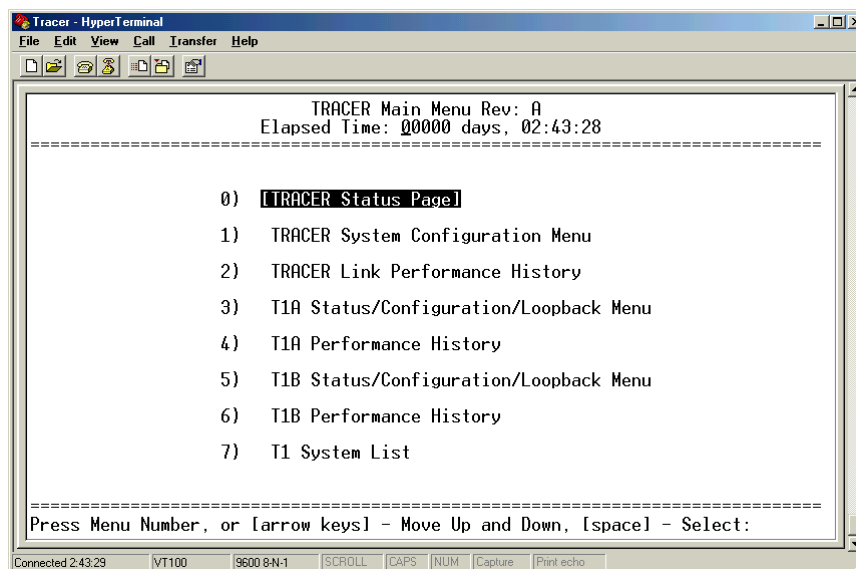 Tracer - HyperTerminal
File Edit View Call Transfer Help
TRACER Main Menu Rev: A
Elapsed Time: 00000 days, 02:43:28
================================================================================
0) [TRACER Status Page]
1) TRACER System Configuration Menu
2) TRACER Link Performance History
3) T1A Status/Configuration/Loopback Menu
4) T1A Performance History
5) T1B Status/Configuration/Loopback Menu
6) T1B Performance History
7) T1 System List
================================================================================
Press Menu Number, or [arrow keys] - Move Up and Down, [space] - Select:
Connected 2:43:29 VT100 9600 8-N-1 SCROLL CAPS NUM Capture Print echo